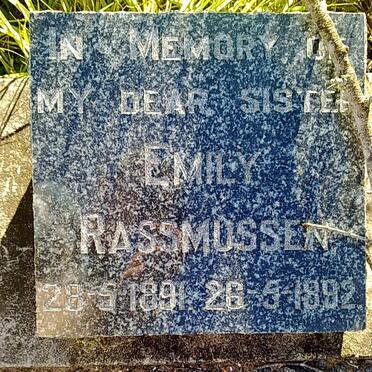 In Memory of
my dear sister
Emily
Rassmussen
28-5-1891. 26-5-1892.